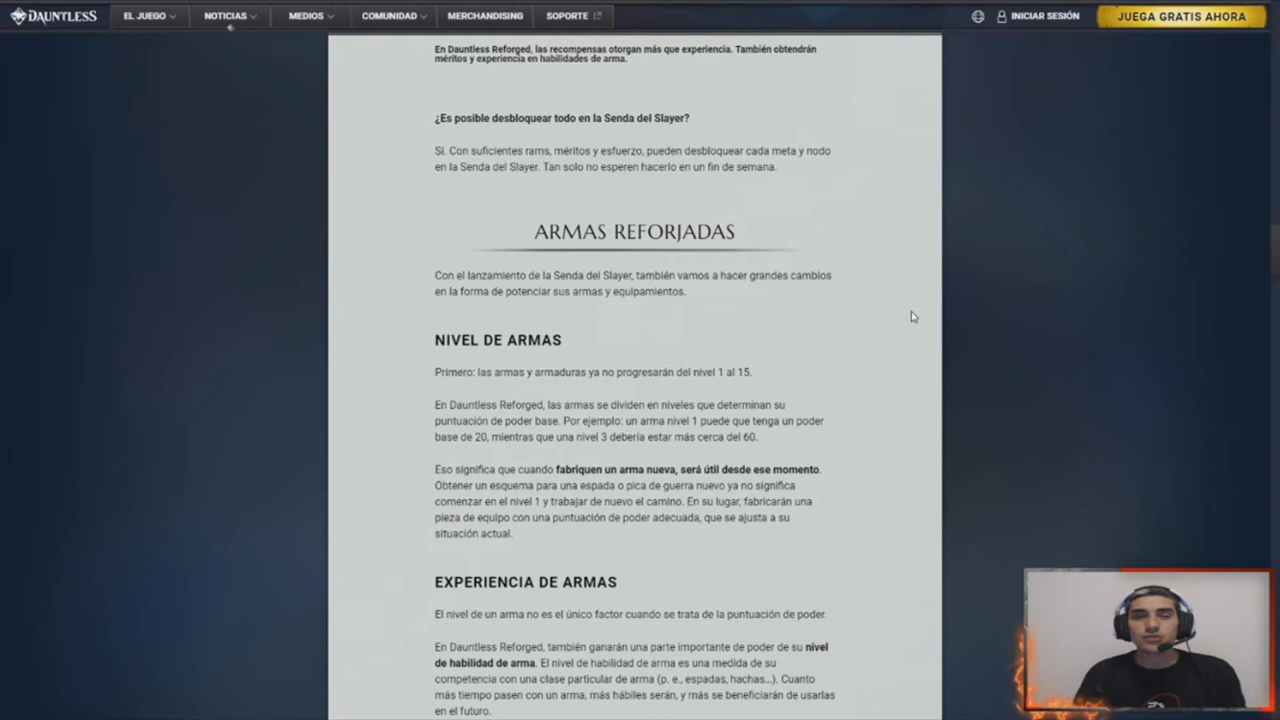 DAUNTLESS
EL JUEGO
NOTICIAS
MEDIOS
COMUNIDAD
MERCHANDISING
SOPORTE
INICIAR SESIÓN
JUEGA GRATIS AHORA
En Dauntless Reforged, las recompensas otorgan más que experiencia. También obtendrán
méritos y experiencia en habilidades de arma.
¿Es posible desbloquear todo en la Senda del Slayer?
Sí. Con suficientes rams, méritos y esfuerzo, pueden desbloquear cada meta y nodo
en la Senda del Slayer. Tan solo no esperen hacerlo en un fin de semana.
ARMAS REFORJADAS
Con el lanzamiento de la Senda del Slayer, también vamos a hacer grandes cambios
en la forma de potenciar sus armas y equipamientos.
NIVEL DE ARMAS
Primero: las armas y armaduras ya no progresarán del nivel 1 al 15.
En Dauntless Reforged, las armas se dividen en niveles que determinan su
puntuación de poder base. Por ejemplo: un arma nivel 1 puede que tenga un poder
base de 20, mientras que una nivel 3 debería estar más cerca del 60.
Eso significa que cuando fabriquen un arma nueva, será útil desde ese momento.
Obtener un esquema para una espada o pica de guerra nuevo ya no significa
comenzar en el nivel 1 y trabajar de nuevo el camino. En su lugar, fabricarán una
pieza de equipo con una puntuación de poder adecuada, que se ajusta a su
situación actual.
EXPERIENCIA DE ARMAS
El nivel de un arma no es el único factor cuando se trata de la puntuación de poder.
En Dauntless Reforged, también ganarán una parte importante de poder de su nivel
de habilidad de arma. El nivel de habilidad de arma es una medida de su
competencia con una clase particular de arma (p. e., espadas, hachas...). Cuanto
más tiempo pasen con un arma, más hábiles serán, y más se beneficiarán de usarlas
en el futuro.